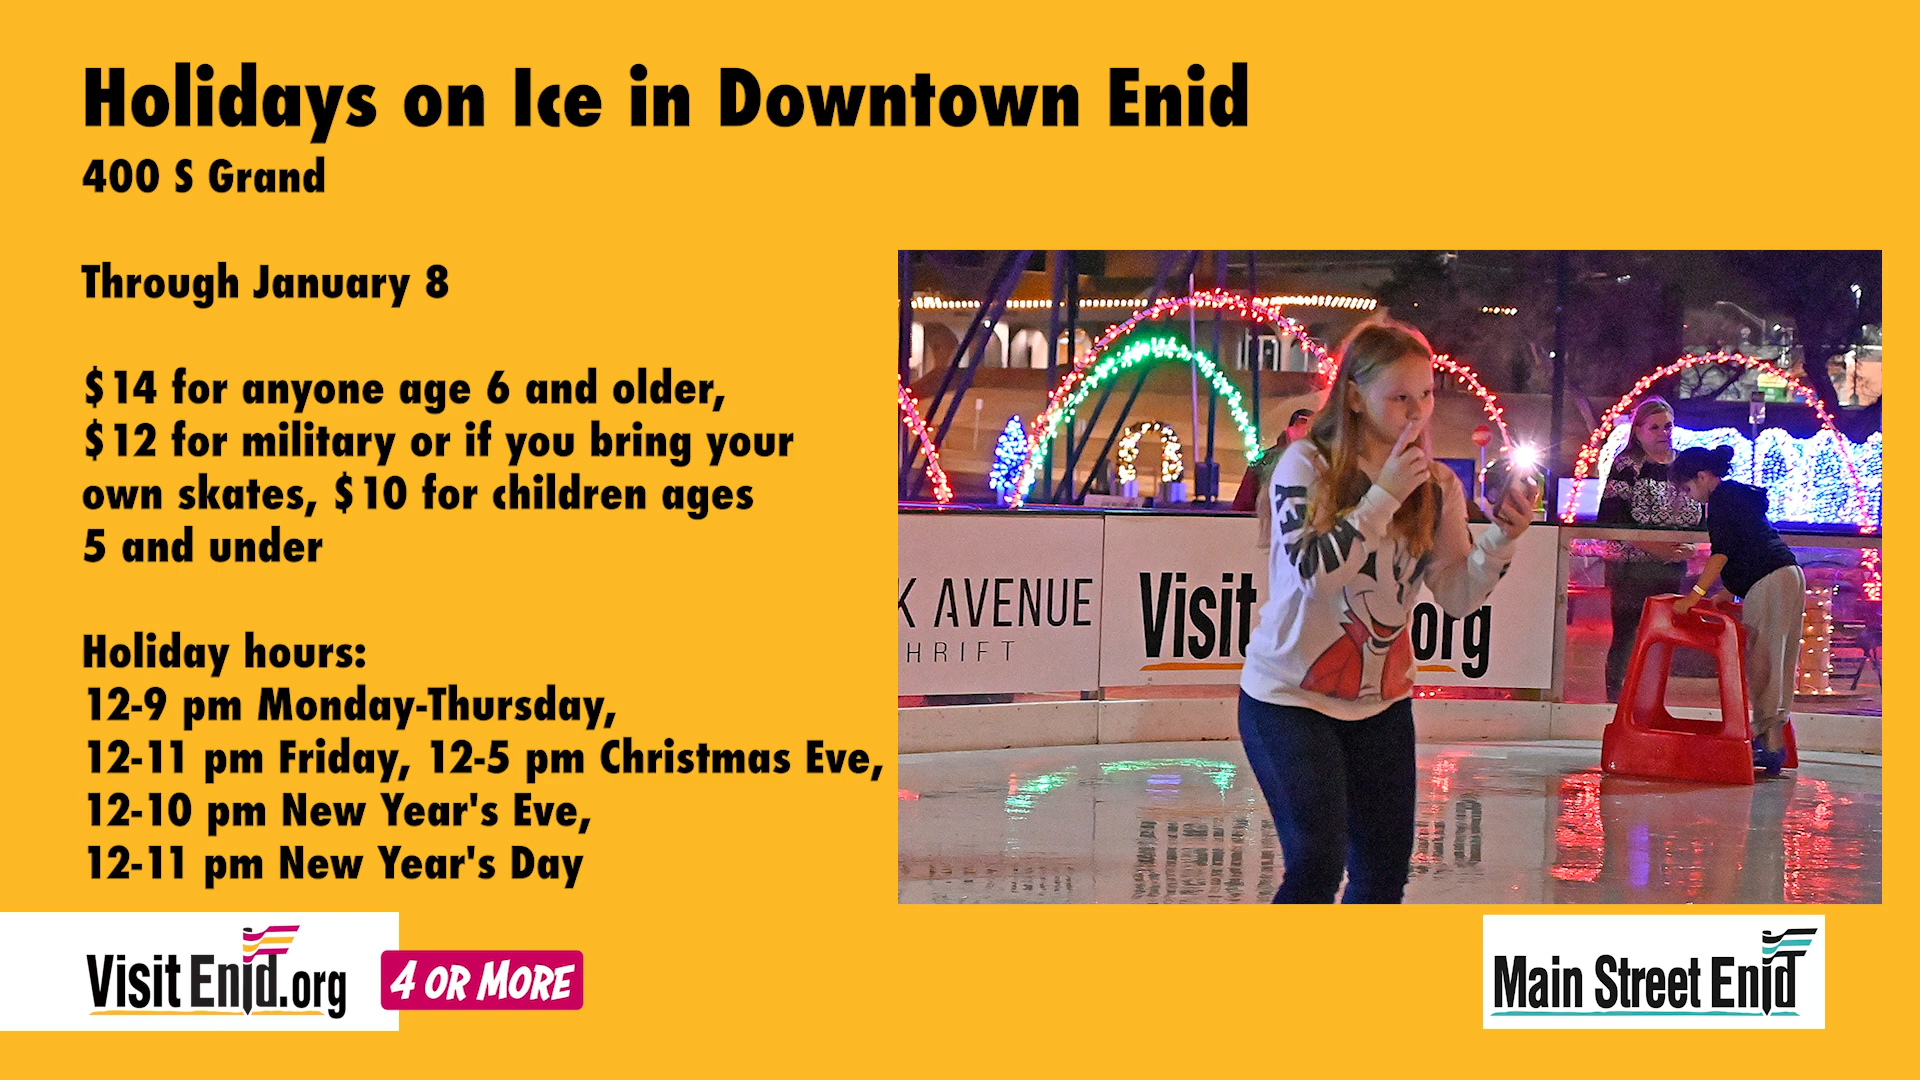 Holidays on Ice in Downtown Enid
400 S Grand
Through January 8
$14 for anyone age 6 and older,
$12 for military or if you bring your
own skates, $10 for children ages
5 and under
Holiday hours:
12-9 pm Monday-Thursday,
12-11 pm Friday, 12-5 pm Christmas Eve,
12-10 pm New Year's Eve,
12-11 pm New Year's Day
K AVENUE
HRIFT
Visit org
Visit Enid.org
4 OR MORE
Main Street Enid